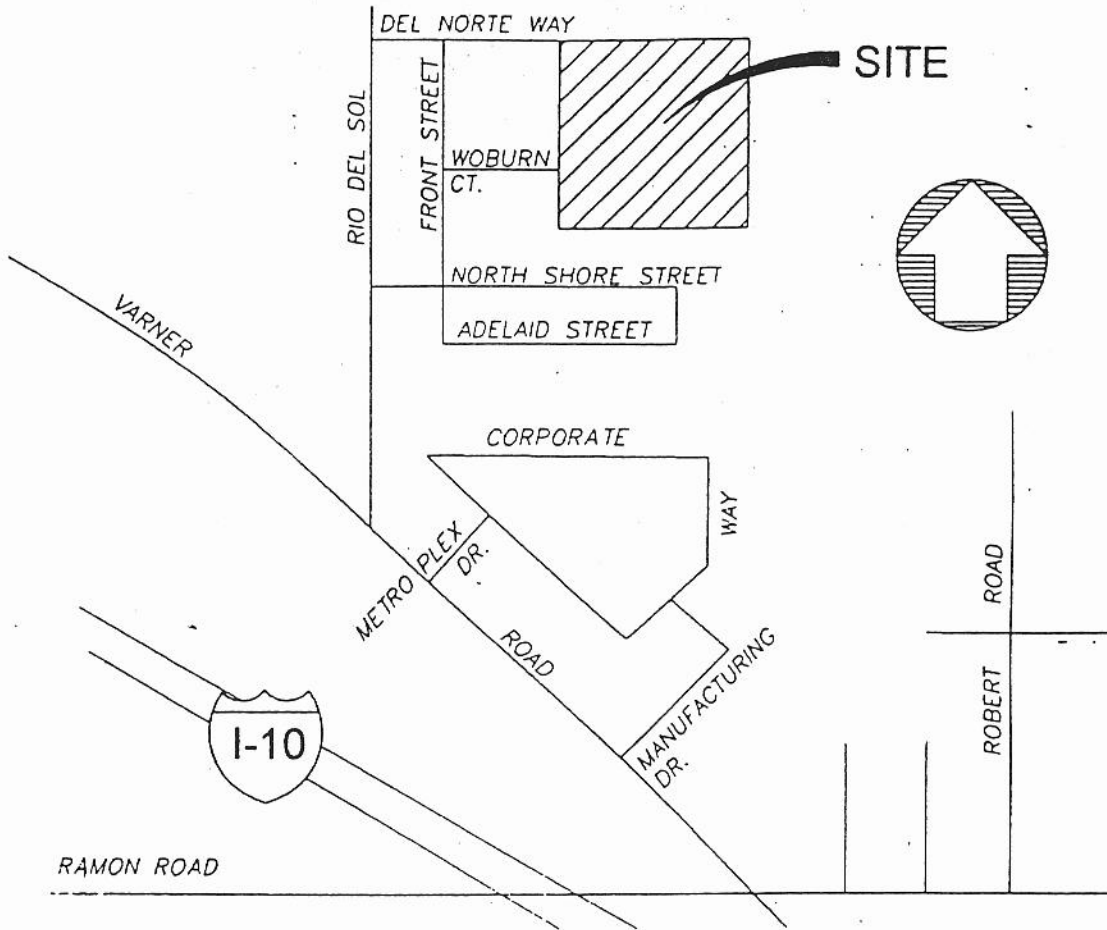 DEL NORTE WAY
SITE
RIO DEL SOL
FRONT STREET
WOBURN
CT.
NORTH SHORE STREET
ADELAID STREET
VARNER
CORPORATE
WAY
METRO PLEX
DR.
ROAD
MANUFACTURING
DR.
ROAD
ROBERT
I-10
RAMON ROAD